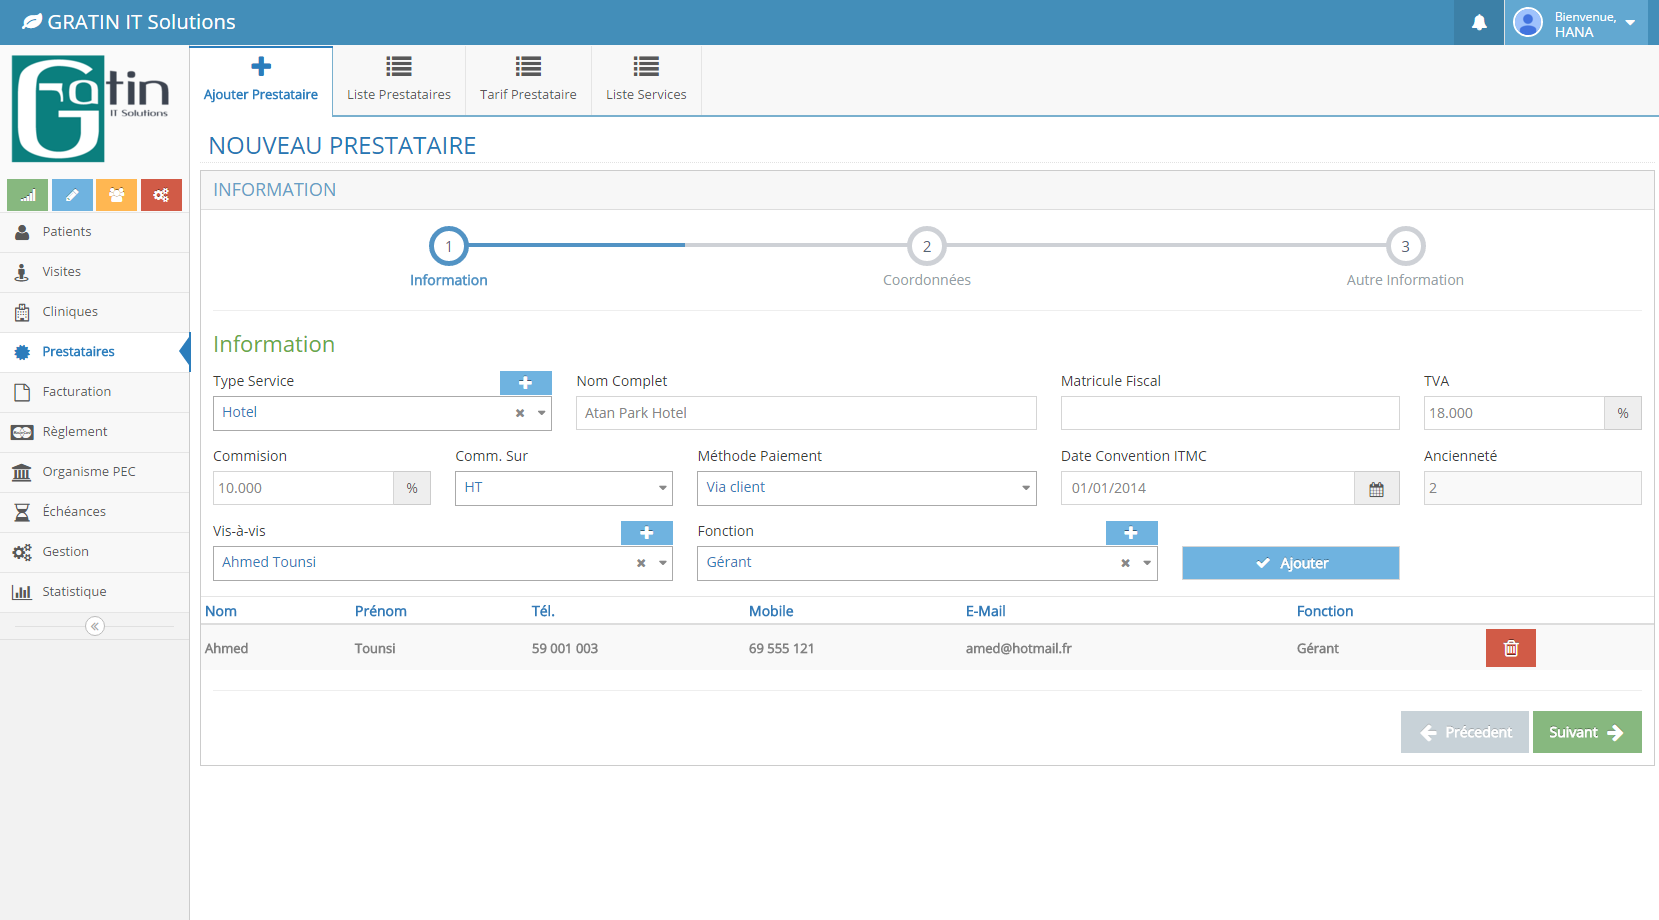 GRATIN IT Solutions
Bienvenue,
HANA
Gratin
IT Solutions
Ajouter Prestataire
Liste Prestataires
Tarif Prestataire
Liste Services
Patients
Visites
Cliniques
Prestataires
Facturation
Règlement
Organisme PEC
Échéances
Gestion
Statistique
NOUVEAU PRESTATAIRE
INFORMATION
1
2
3
Information
Coordonnées
Autre Information
Information
Type Service
Nom Complet
Matricule Fiscal
TVA
Hotel
Atan Park Hotel
18.000 %
Commision
Comm. Sur
Méthode Paiement
Date Convention ITMC
Ancienneté
10.000 %
HT
Via client
01/01/2014
2
Vis-à-vis
Fonction
Ahmed Tounsi
Gérant
Ajouter
Nom Prénom Tél. Mobile E-Mail Fonction
Ahmed Tounsi 59 001 003 69 555 121 amed@hotmail.fr Gérant
Précedent
Suivant